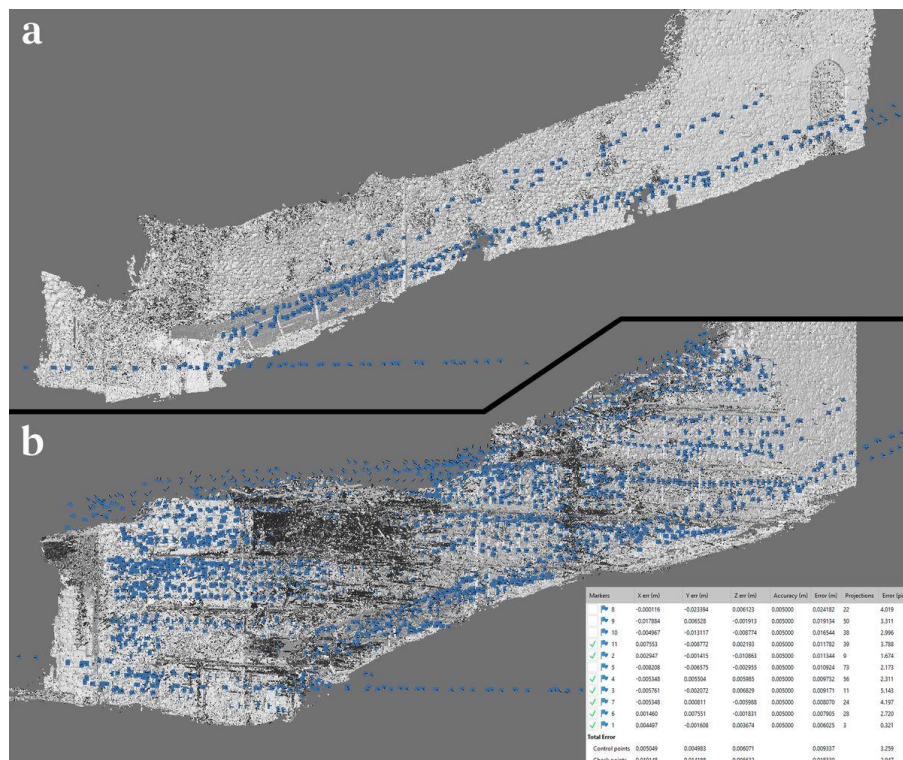 a
b
Markers X err (m) Y err (m) Z err (m) Accuracy (m) Error (m) Projections Error (pi
8 -0.000116 -0.023394 0.006123 0.005000 0.024182 22 4.019
9 -0.017884 0.006528 -0.001913 0.005000 0.019134 50 3.311
10 -0.004967 -0.013117 -0.008774 0.005000 0.016544 38 2.996
11 0.007553 -0.008772 0.002193 0.005000 0.011782 39 3.788
2 0.002947 -0.001415 -0.010863 0.005000 0.011344 9 1.674
5 -0.008208 -0.006575 -0.002955 0.005000 0.010924 73 2.173
4 -0.005348 0.005504 0.005985 0.005000 0.009732 56 2.311
3 -0.005761 -0.002072 0.006829 0.005000 0.009171 11 5.143
7 -0.005348 0.000811 -0.005988 0.005000 0.008070 24 4.197
6 0.001460 0.007551 -0.001831 0.005000 0.007905 28 2.720
1 0.004497 -0.001608 0.003674 0.005000 0.006025 3 0.321
Total Error
Control points 0.005049 0.004983 0.006071 0.009337 3.259